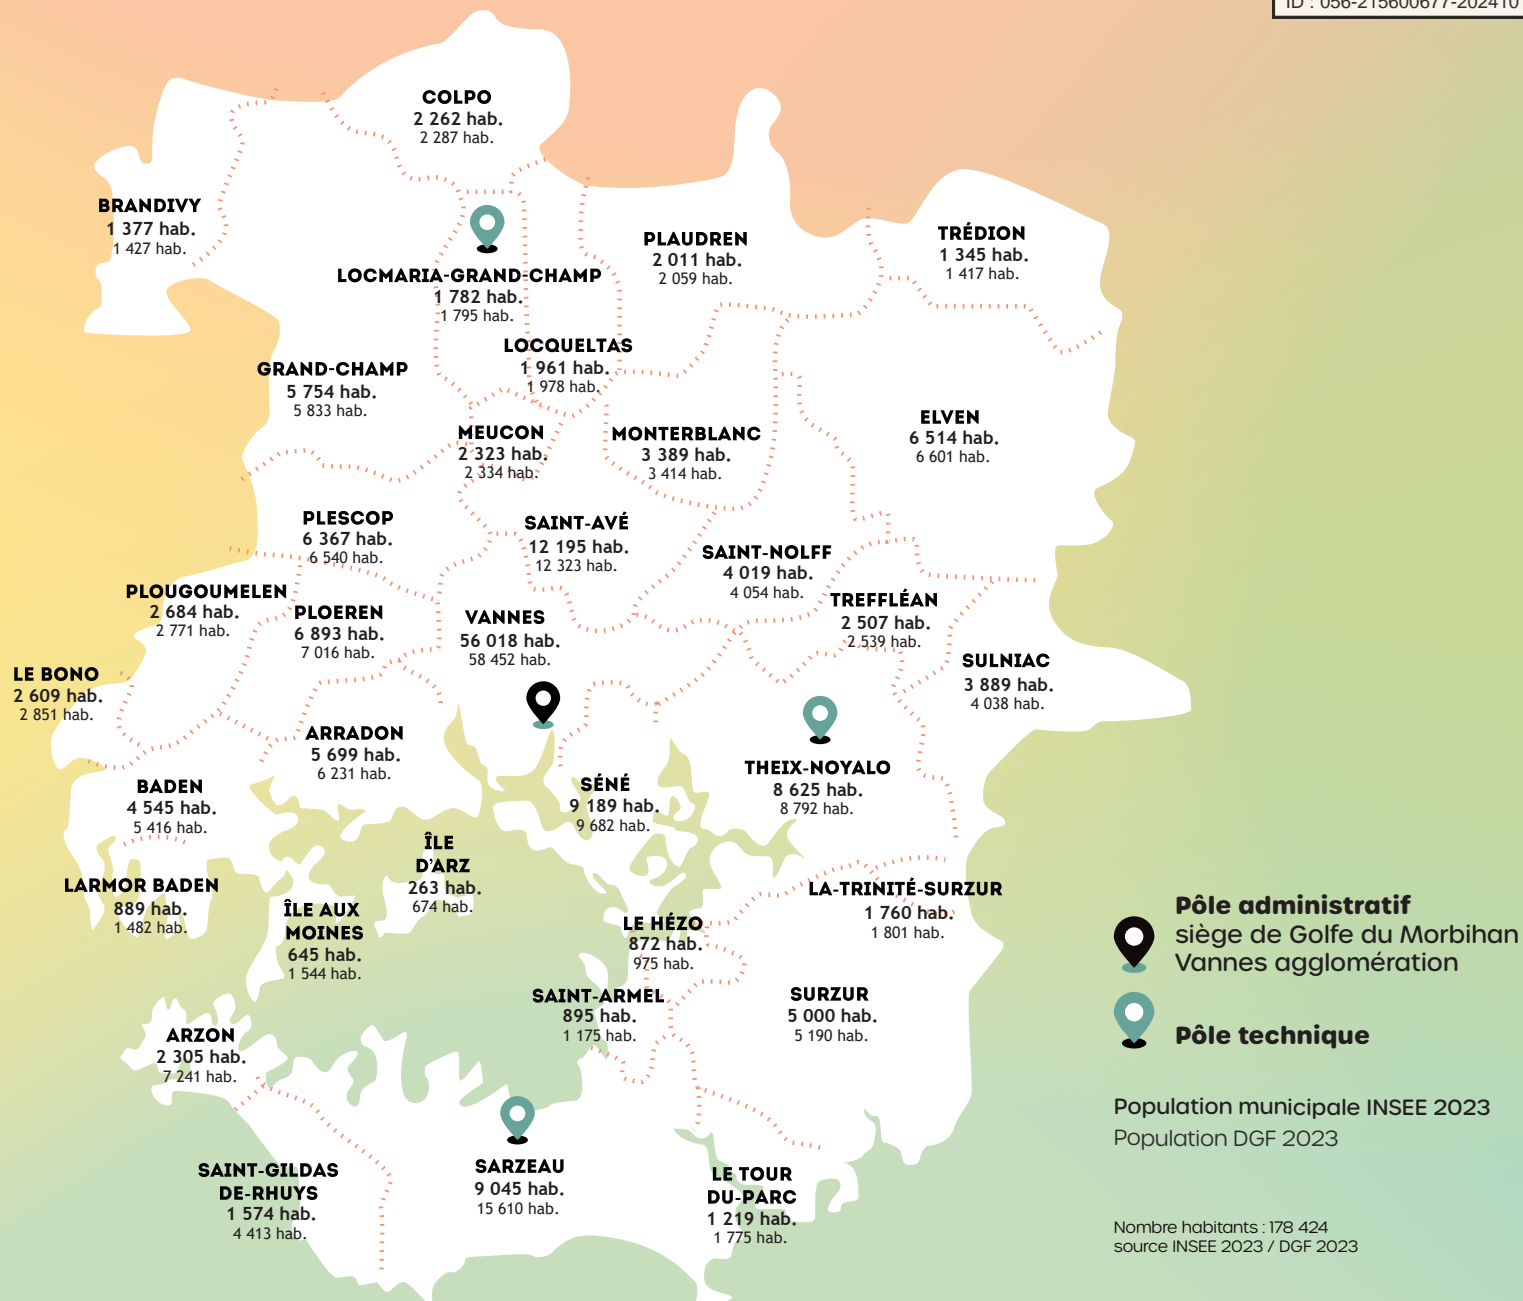 ID : 056-215600677-202410
COLPO
2 262 hab.
2 287 hab.
BRANDIVY
1 377 hab.
1 427 hab.
LOCMARIA-GRAND-CHAMP
1 782 hab.
1 795 hab.
PLAUDREN
2 011 hab.
2 059 hab.
TRÉDION
1 345 hab.
1 417 hab.
LOCQUELTAS
1 961 hab.
1 978 hab.
GRAND-CHAMP
5 754 hab.
5 833 hab.
MEUCON
2 323 hab.
2 334 hab.
MONTERBLANC
3 389 hab.
3 414 hab.
ELVEN
6 514 hab.
6 601 hab.
PLESCOP
6 367 hab.
6 540 hab.
SAINT-AVÉ
12 195 hab.
12 323 hab.
SAINT-NOLFF
4 019 hab.
4 054 hab.
PLOUGOUMELEN
2 684 hab.
2 771 hab.
PLOEREN
6 893 hab.
7 016 hab.
VANNES
56 018 hab.
58 452 hab.
TREFFLÉAN
2 507 hab.
2 539 hab.
LE BONO
2 609 hab.
2 851 hab.
SULNIAC
3 889 hab.
4 038 hab.
ARRADON
5 699 hab.
6 231 hab.
BADEN
4 545 hab.
5 416 hab.
SÉNÉ
9 189 hab.
9 682 hab.
THEIX-NOYALO
8 625 hab.
8 792 hab.
ÎLE
D'ARZ
263 hab.
674 hab.
LARMOR BADEN
889 hab.
1 482 hab.
ÎLE AUX
MOINES
645 hab.
1 544 hab.
LE HÉZO
872 hab.
975 hab.
LA-TRINITÉ-SURZUR
1 760 hab.
1 801 hab.
SAINT-ARMEL
895 hab.
1 175 hab.
SURZUR
5 000 hab.
5 190 hab.
ARZON
2 305 hab.
7 241 hab.
SAINT-GILDAS
DE-RHUYS
1 574 hab.
4 413 hab.
SARZEAU
9 045 hab.
15 610 hab.
LE TOUR
DU-PARC
1 219 hab.
1 775 hab.
Pôle administratif
siège de Golfe du Morbihan
Vannes agglomération
Pôle technique
Population municipale INSEE 2023
Population DGF 2023
Nombre habitants : 178 424
source INSEE 2023 / DGF 2023